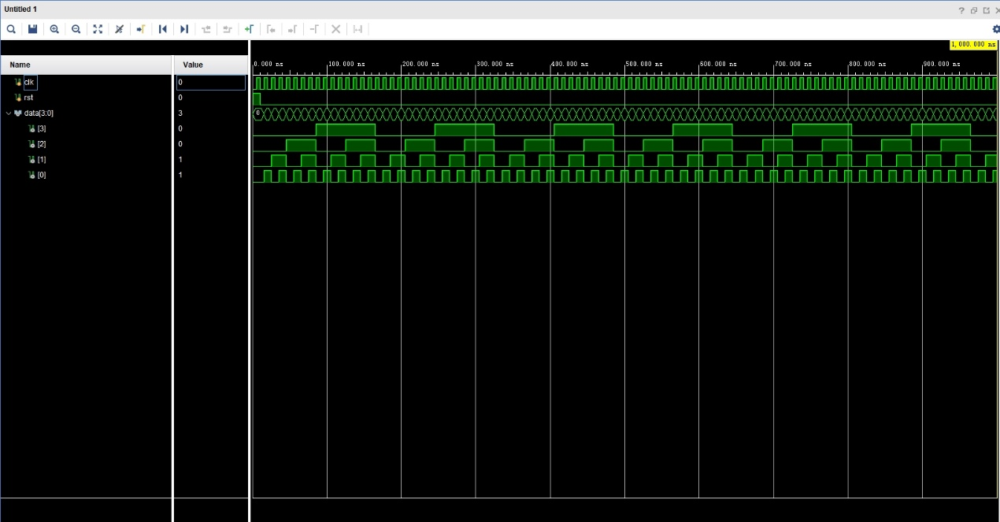 Untitled 1
1,000.000 ns
Name Value 0.000 ns 100.000 ns 200.000 ns 300.000 ns 400.000 ns 500.000 ns 600.000 ns 700.000 ns 800.000 ns 900.000 ns
clk 0
rst 0
data[3:0] 3 0
[3] 0
[2] 0
[1] 1
[0] 1